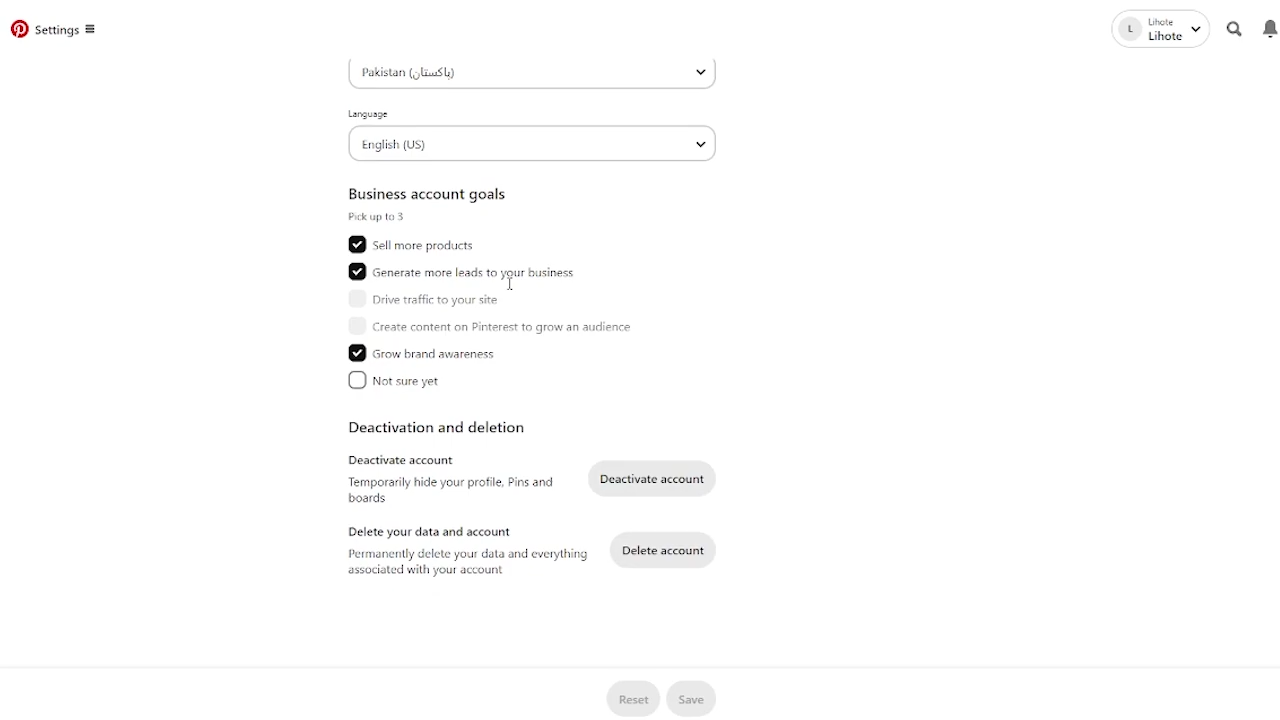 Settings
L
Lihote
Lihote
Pakistan (پاکستان)
Language
English (US)
Business account goals
Pick up to 3
Sell more products
Generate more leads to your business
Drive traffic to your site
Create content on Pinterest to grow an audience
Grow brand awareness
Not sure yet
Deactivation and deletion
Deactivate account
Temporarily hide your profile, Pins and
boards
Deactivate account
Delete your data and account
Permanently delete your data and everything
associated with your account
Delete account
Reset
Save